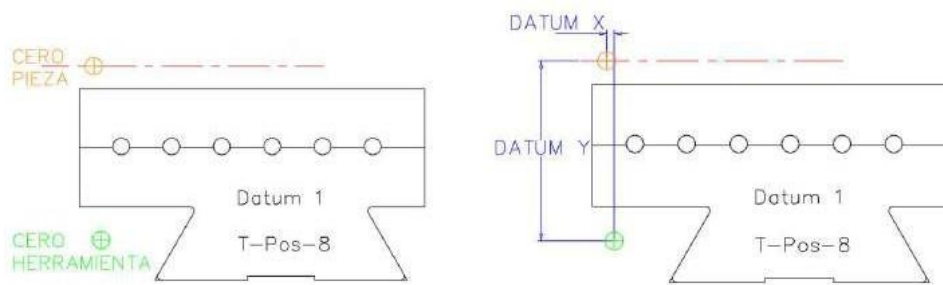 CERO
PIEZA
Datum 1
T-Pos-8
CERO
HERRAMIENTA
DATUM X
DATUM Y
Datum 1
T-Pos-8